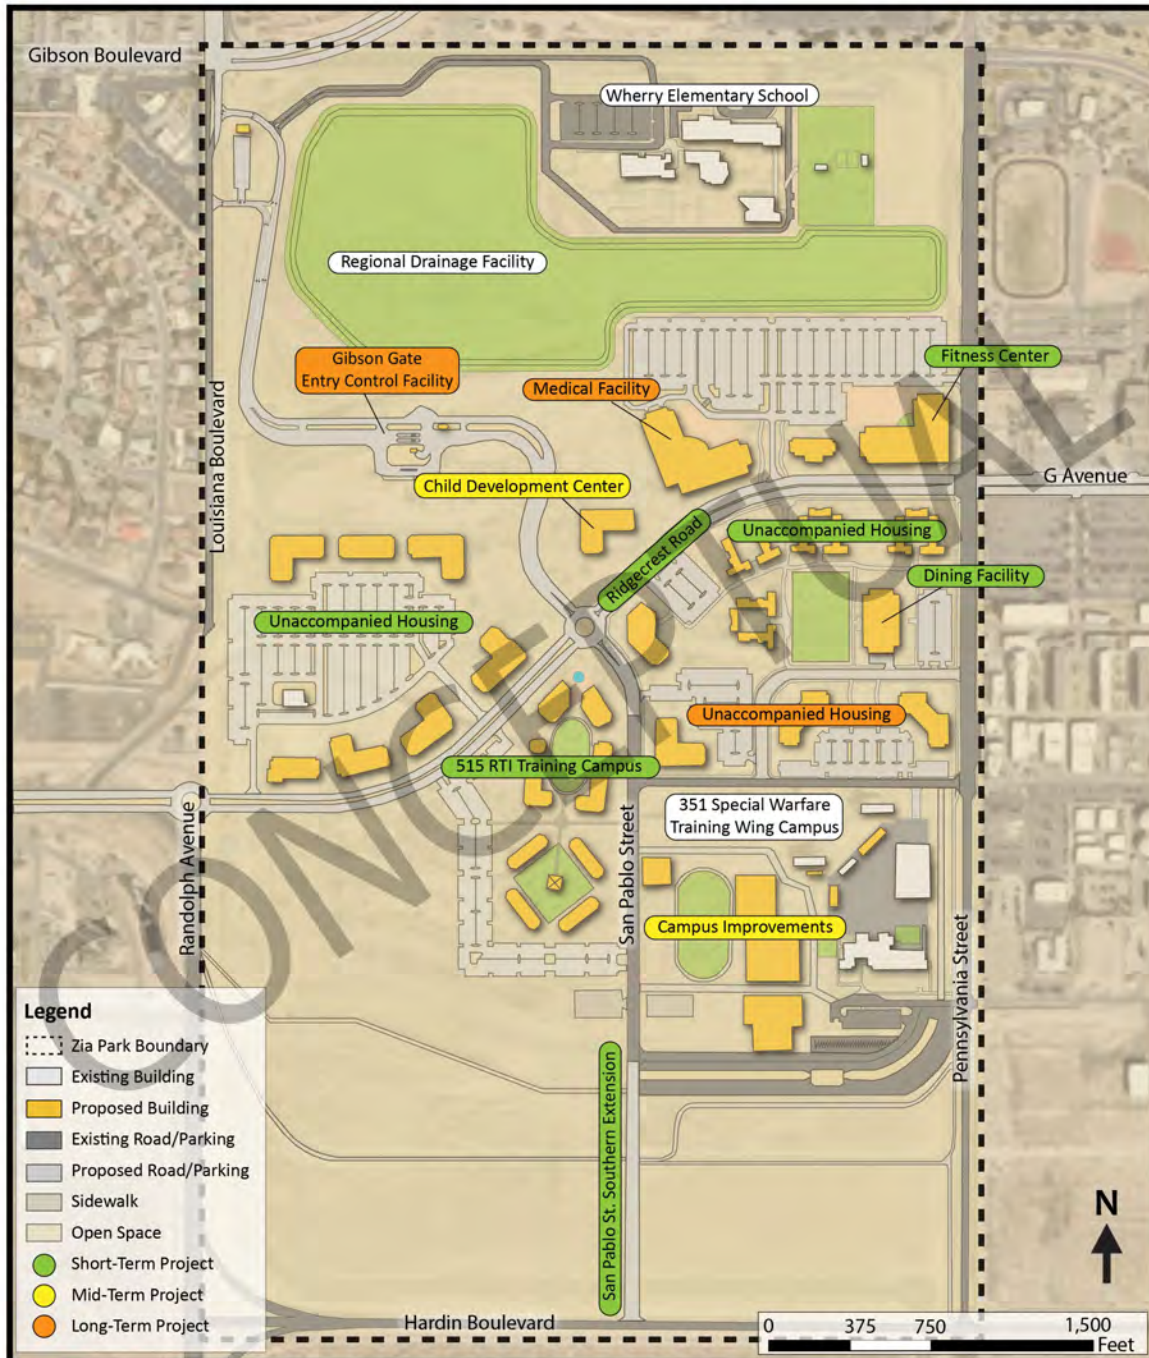 Gibson Boulevard
Wherry Elementary School
Regional Drainage Facility
Gibson Gate
Entry Control Facility
Medical Facility
Fitness Center
Louisiana Boulevard
Child Development Center
G Avenue
Ridgecrest Road
Unaccompanied Housing
Dining Facility
Unaccompanied Housing
Unaccompanied Housing
515 RTI Training Campus
351 Special Warfare
Training Wing Campus
Randolph Avenue
San Pablo Street
Campus Improvements
Pennsylvania Street
CONCEPTUAL
San Pablo St. Southern Extension
Legend
Zia Park Boundary
Existing Building
Proposed Building
Existing Road/Parking
Proposed Road/Parking
Sidewalk
Open Space
Short-Term Project
Mid-Term Project
Long-Term Project
Hardin Boulevard
N
0 375 750 1,500
Feet